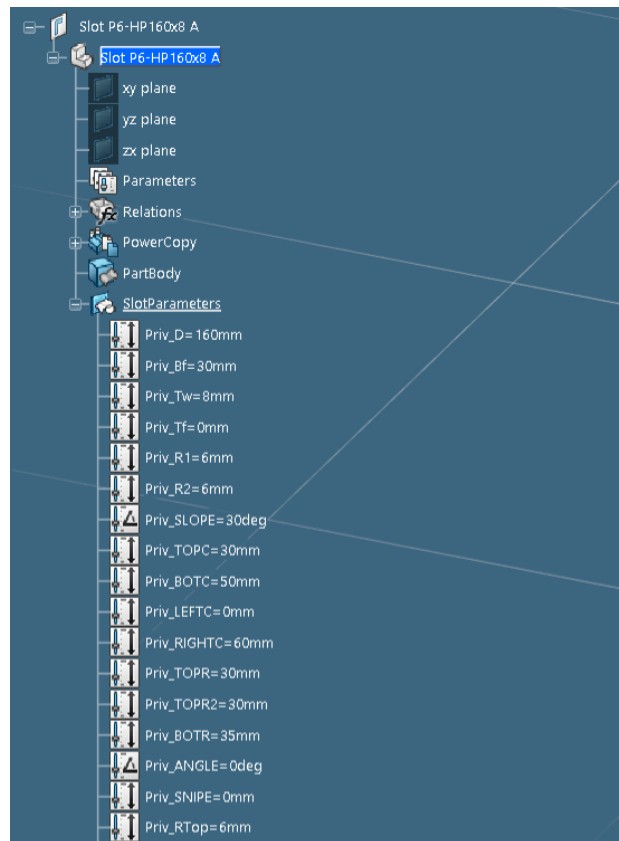 Slot P6-HP160x8 A
Slot P6-HP160x8 A
xy plane
yz plane
zx plane
Parameters
Relations
PowerCopy
PartBody
SlotParameters
Priv_D=160mm
Priv_Bf=30mm
Priv_Tw=8mm
Priv_Tf=0mm
Priv_R1=6mm
Priv_R2=6mm
Priv_SLOPE=30deg
Priv_TOPC=30mm
Priv_BOTC=50mm
Priv_LEFTC=0mm
Priv_RIGHTC=60mm
Priv_TOPR=30mm
Priv_TOPR2=30mm
Priv_BOTR=35mm
Priv_ANGLE=0deg
Priv_SNIPE=0mm
Priv_RTop=6mm